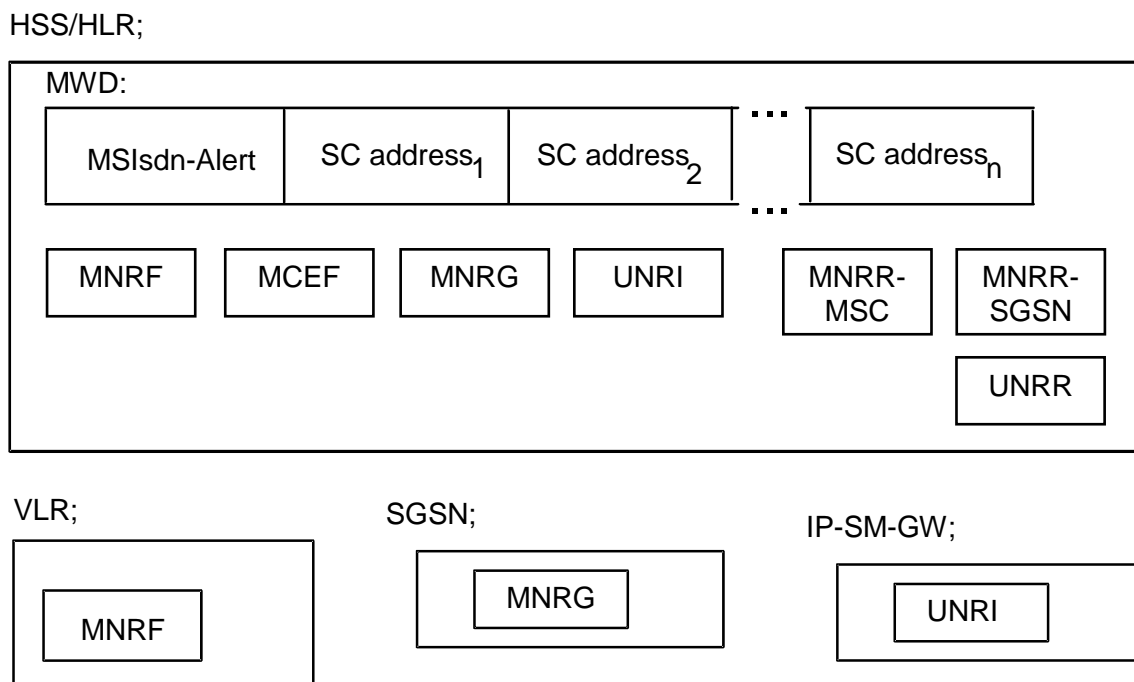 HSS/HLR;
MWD:
MSIsdn-Alert SC address1 SC address2 ... SC addressn
...
MNRF MCEF MNRG UNRI MNRR-MSC MNRR-SGSN
UNRR
VLR; SGSN; IP-SM-GW;
MNRF MNRG UNRI